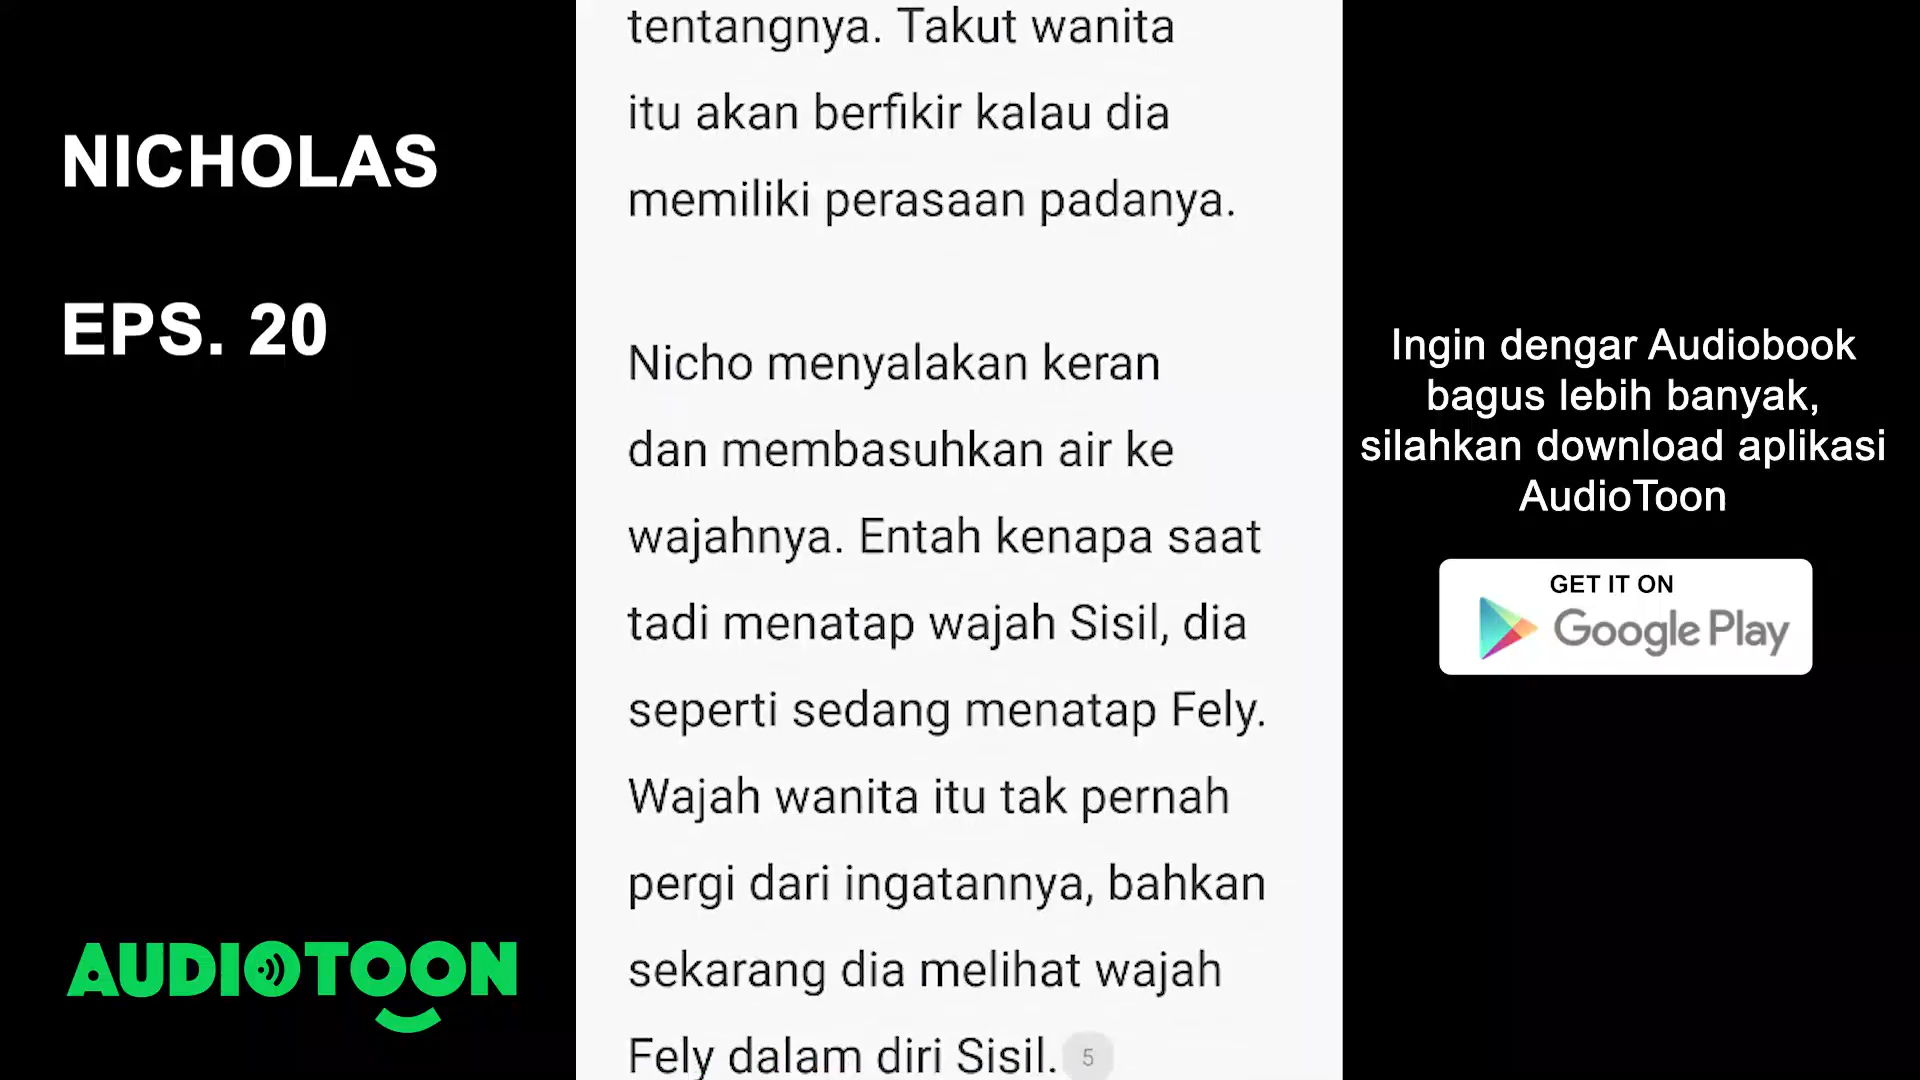 NICHOLAS
EPS. 20
AUDIOTOON
tentangnya. Takut wanita
itu akan berfikir kalau dia
memiliki perasaan padanya.
Nicho menyalakan keran
dan membasuhkan air ke
wajahnya. Entah kenapa saat
tadi menatap wajah Sisil, dia
seperti sedang menatap Fely.
Wajah wanita itu tak pernah
pergi dari ingatannya, bahkan
sekarang dia melihat wajah
Fely dalam diri Sisil. 5
Ingin dengar Audiobook
bagus lebih banyak,
silahkan download aplikasi
AudioToon
GET IT ON
Google Play